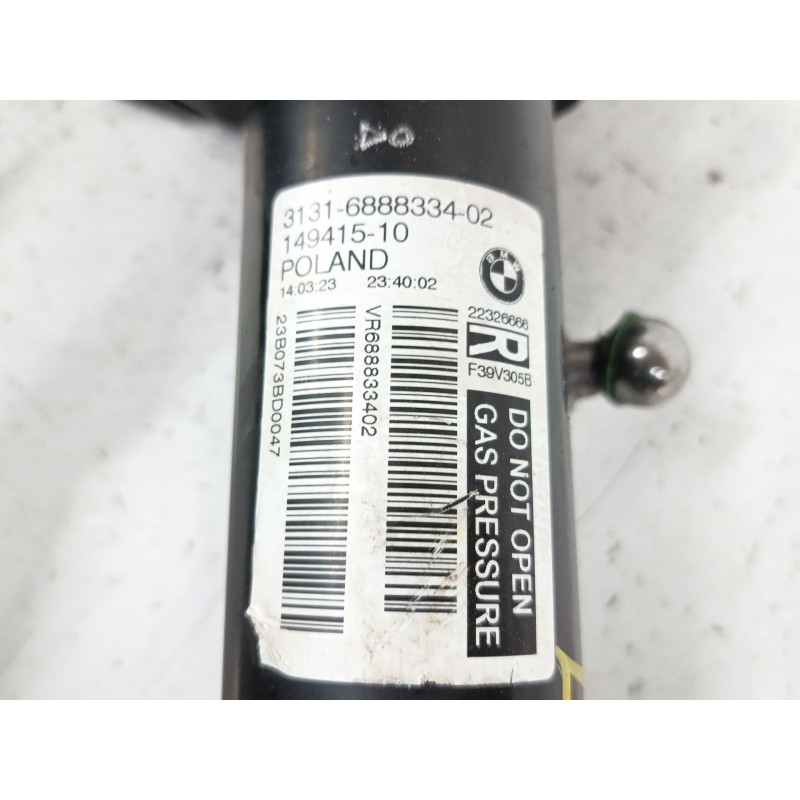 3131-6888334-02
149415-10
POLAND
14:03:23 23:40:02
BMW
22326666
R
F39V305B
23B073BD0047
VR688833402
DO NOT OPEN
GAS PRESSURE